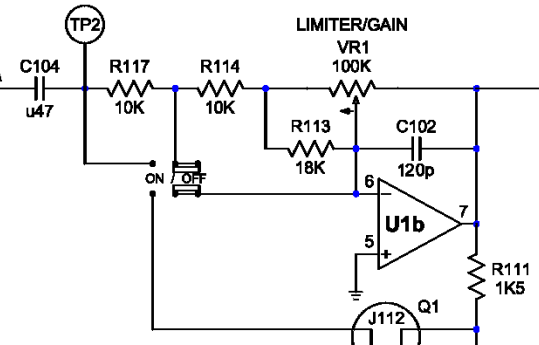 TP2
LIMITER/GAIN
VR1
100K
C104
u47
R117
10K
R114
10K
R113
18K
C102
120p
ON / OFF
6
-
U1b
7
5
+
R111
1K5
Q1
J112